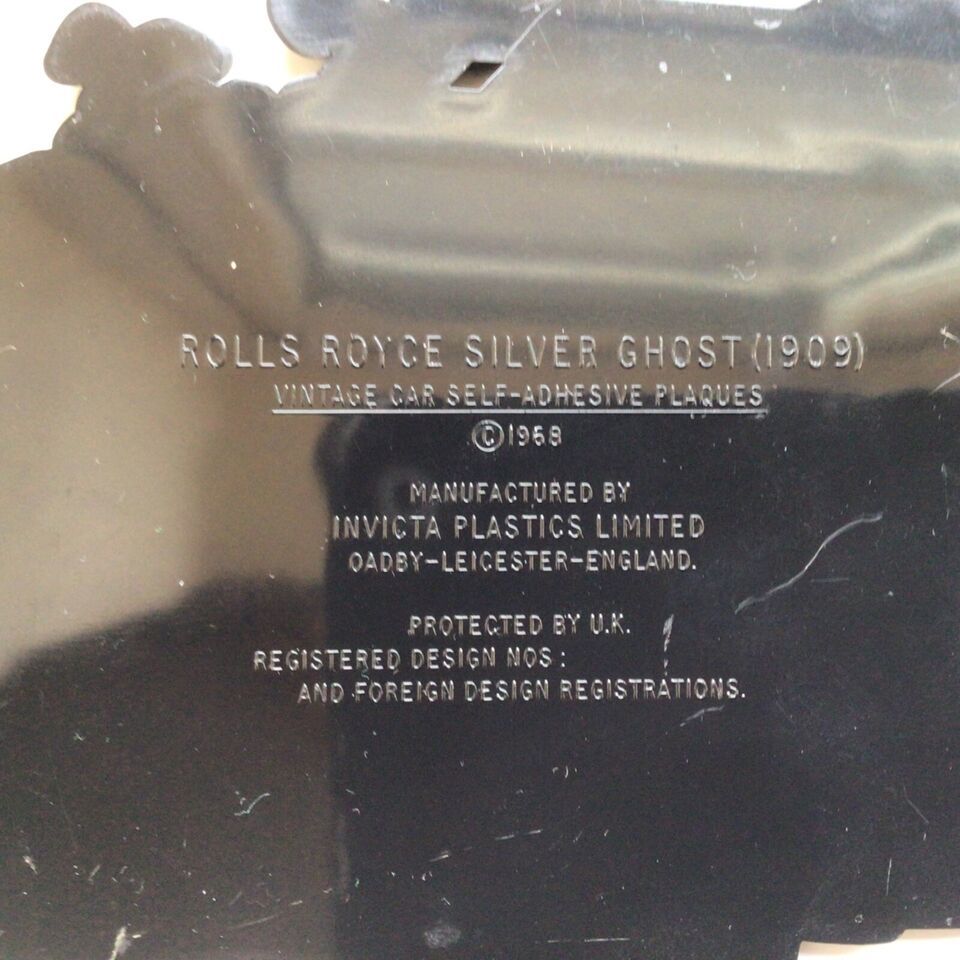 ROLLS ROYCE SILVER GHOST (1909)
VINTAGE CAR SELF-ADHESIVE PLAQUES
©1968
MANUFACTURED BY
INVICTA PLASTICS LIMITED
OADBY-LEICESTER-ENGLAND.
PROTECTED BY U.K.
REGISTERED DESIGN NOS:
AND FOREIGN DESIGN REGISTRATIONS.